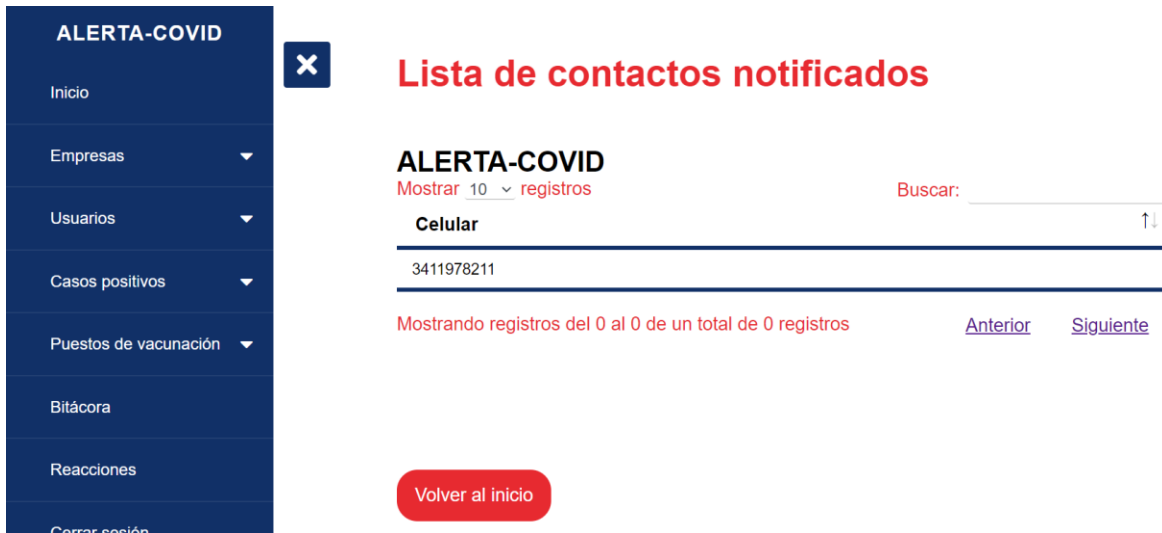 ALERTA-COVID
Inicio
Empresas
Usuarios
Casos positivos
Puestos de vacunación
Bitácora
Reacciones
Cerrar sesión
Lista de contactos notificados
ALERTA-COVID
Mostrar 10 registros Buscar:
Celular
3411978211
Mostrando registros del 0 al 0 de un total de 0 registros Anterior Siguiente
Volver al inicio